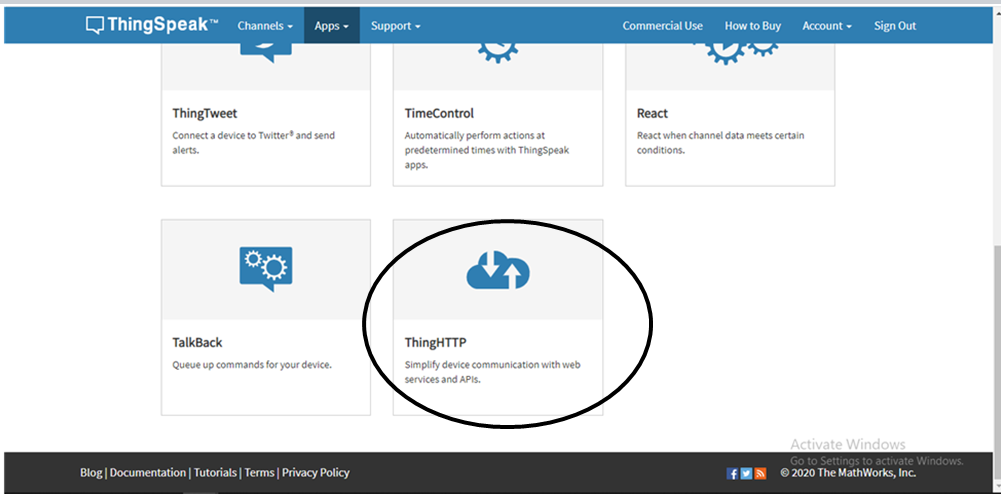 ThingSpeak™ Channels Apps Support Commercial Use How to Buy Account Sign Out
ThingTweet
Connect a device to Twitter® and send
alerts.
TimeControl
Automatically perform actions at
predetermined times with ThingSpeak
apps.
React
React when channel data meets certain
conditions.
TalkBack
Queue up commands for your device.
ThingHTTP
Simplify device communication with web
services and APIs.
Activate Windows
Go to Settings to activate Windows.
Blog | Documentation | Tutorials | Terms | Privacy Policy
© 2020 The MathWorks, Inc.